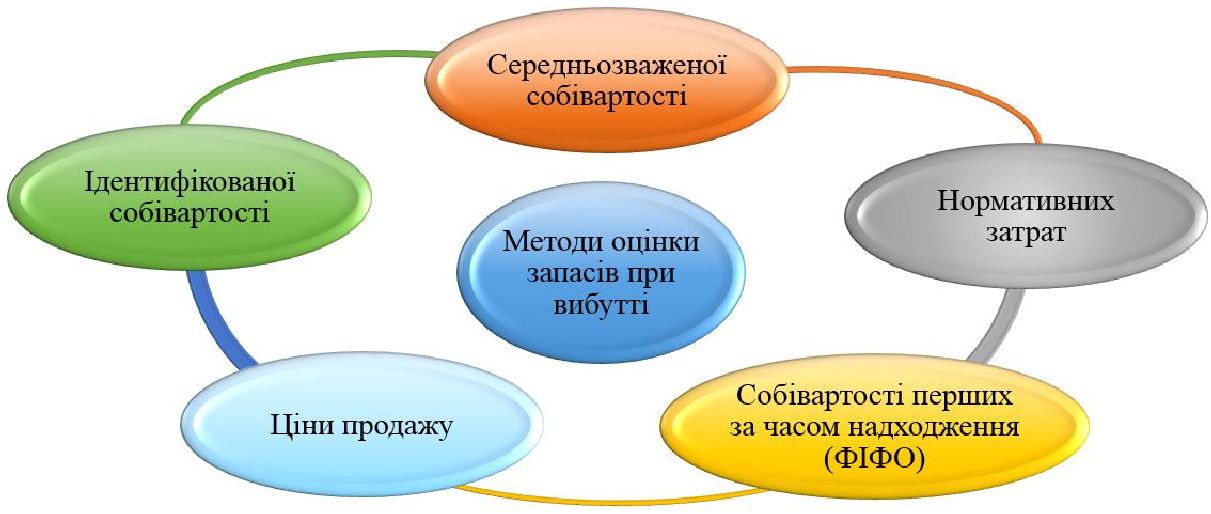 Середньозваженої
собівартості
Ідентифікованої
собівартості
Нормативних
затрат
Методи оцінки
запасів при
вибутті
Ціни продажу
Собівартості перших
за часом надходження
(ФІФО)